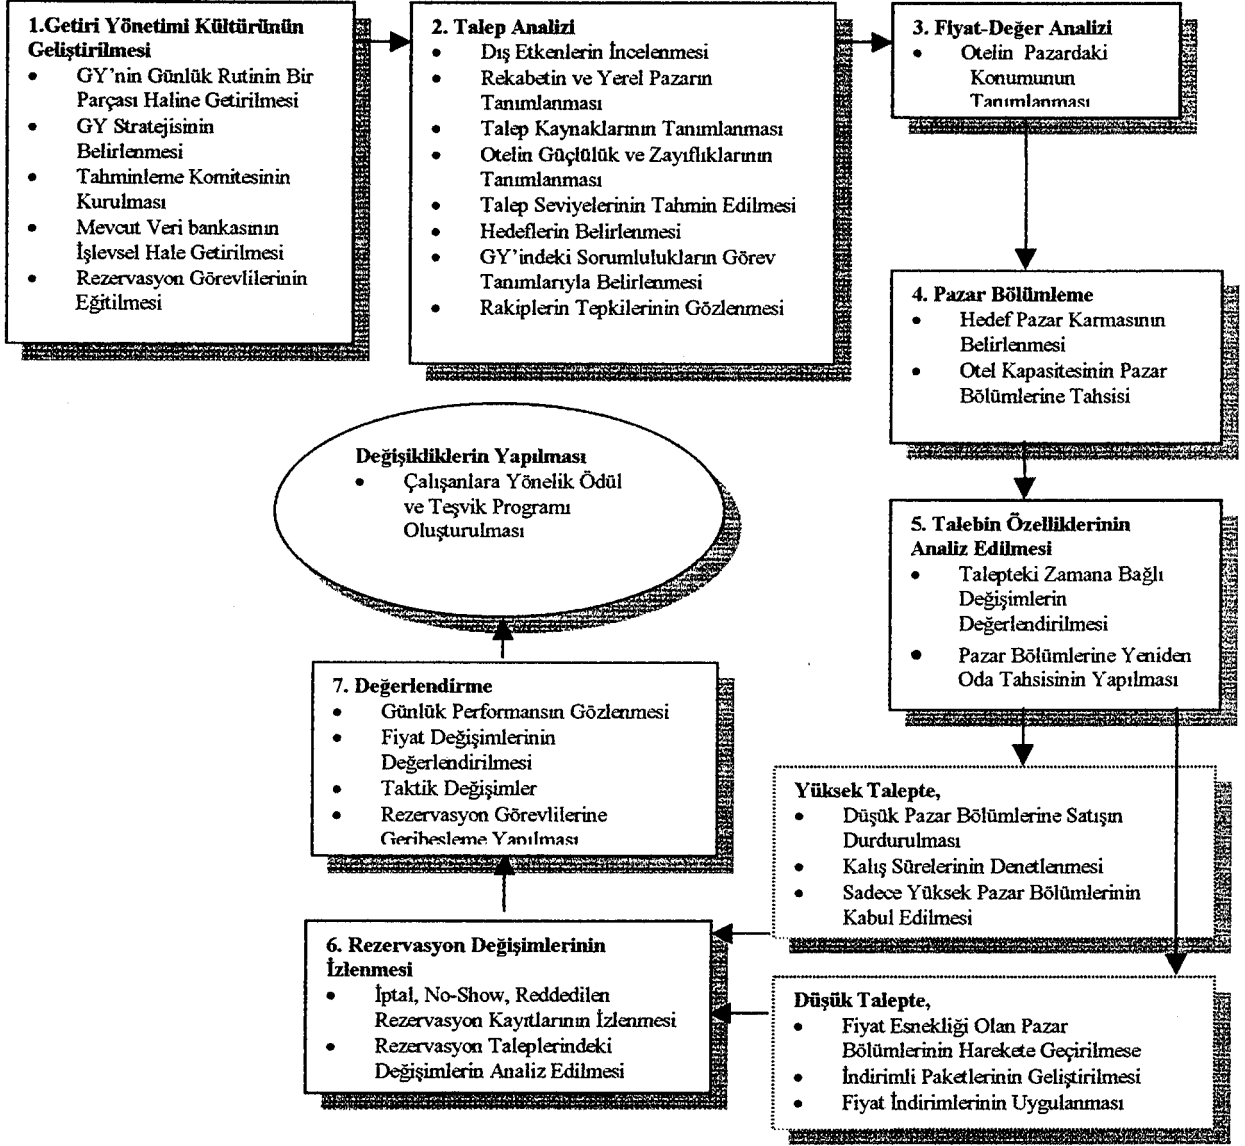 1.Getiri Yönetimi Kültürünün
Geliştirilmesi
• GY’nin Günlük Rutinin Bir
Parçası Haline Getirilmesi
• GY Stratejisinin
Belirlenmesi
• Tahminleme Komitesinin
Kurulması
• Mevcut Veri bankasının
İşlevsel Hale Getirilmesi
• Rezervasyon Görevlilerinin
Eğitilmesi
2. Talep Analizi
• Dış Etkenlerin İncelenmesi
• Rekabetin ve Yerel Pazarın
Tanımlanması
• Talep Kaynaklarının Tanımlanması
• Otelin Güçlülük ve Zayıflıklarının
Tanımlanması
• Talep Seviyelerinin Tahmin Edilmesi
• Hedeflerin Belirlenmesi
• GY’indeki Sorumlulukların Görev
Tanımlarıyla Belirlenmesi
• Rakiplerin Tepkilerinin Gözlenmesi
3. Fiyat-Değer Analizi
• Otelin Pazardaki
Konumunun
Tanımlanması
4. Pazar Bölümleme
• Hedef Pazar Karmasının
Belirlenmesi
• Otel Kapasitesinin Pazar
Bölümlerine Tahsisi
5. Talebin Özelliklerinin
Analiz Edilmesi
• Talepteki Zamana Bağlı
Değişimlerin
Değerlendirilmesi
• Pazar Bölümlerine Yeniden
Oda Tahsisinin Yapılması
Yüksek Talepte,
• Düşük Pazar Bölümlerine Satışın
Durdurulması
• Kalış Sürelerinin Denetlenmesi
• Sadece Yüksek Pazar Bölümlerinin
Kabul Edilmesi
Düşük Talepte,
• Fiyat Esnekliği Olan Pazar
Bölümlerinin Harekete Geçirilmese
• İndirimli Paketlerinin Geliştirilmesi
• Fiyat İndirimlerinin Uygulanması
6. Rezervasyon Değişimlerinin
İzlenmesi
• İptal, No-Show, Reddedilen
Rezervasyon Kayıtlarının İzlenmesi
• Rezervasyon Taleplerindeki
Değişimlerin Analiz Edilmesi
7. Değerlendirme
• Günlük Performansın Gözlenmesi
• Fiyat Değişimlerinin
Değerlendirilmesi
• Taktik Değişimler
• Rezervasyon Görevlilerine
Geribesleme Yapılması
Değişikliklerin Yapılması
• Çalışanlara Yönelik Ödül
ve Teşvik Programı
Oluşturulması